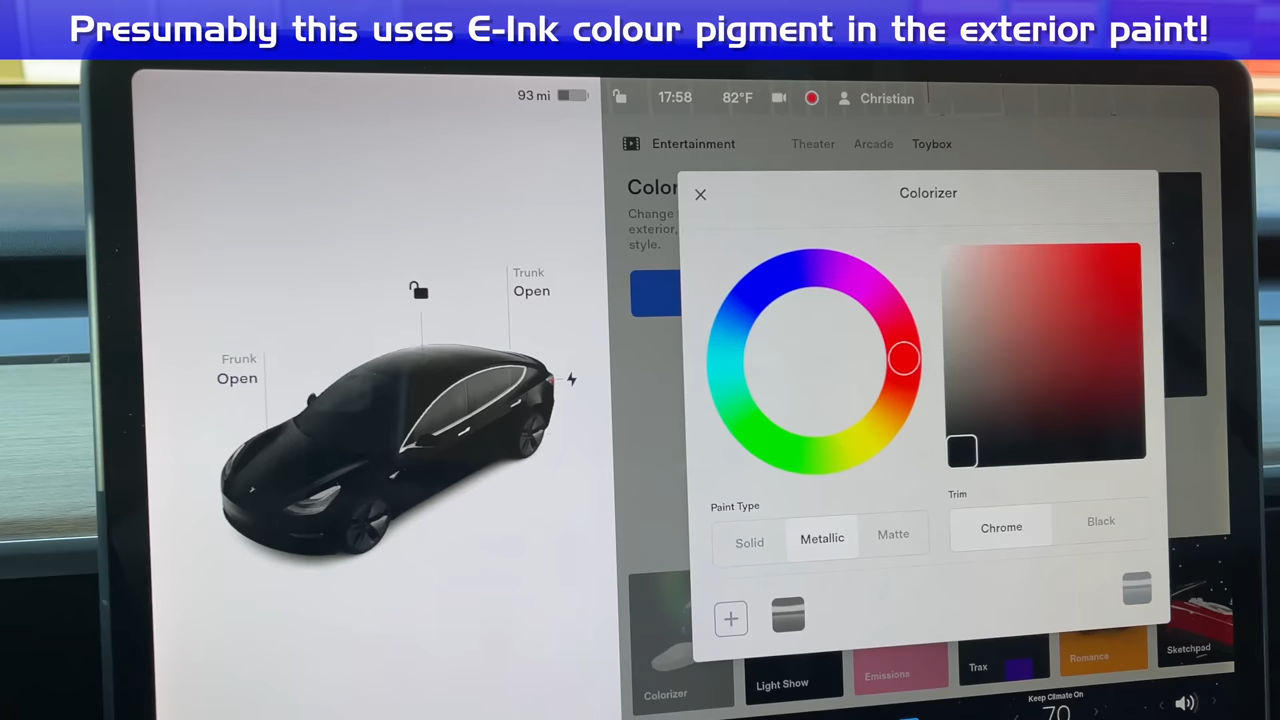 Presumably this uses E-Ink colour pigment in the exterior paint!
93 mi
17:58
82°F
Christian
Entertainment
Theater
Arcade
Toybox
Color
Change
exterior,
style.
Colorizer
Trunk
Open
Frunk
Open
Paint Type
Solid
Metallic
Matte
Trim
Chrome
Black
Colorizer
Light Show
Emissions
Trax
Romance
Sketchpad
Keep Climate On
70